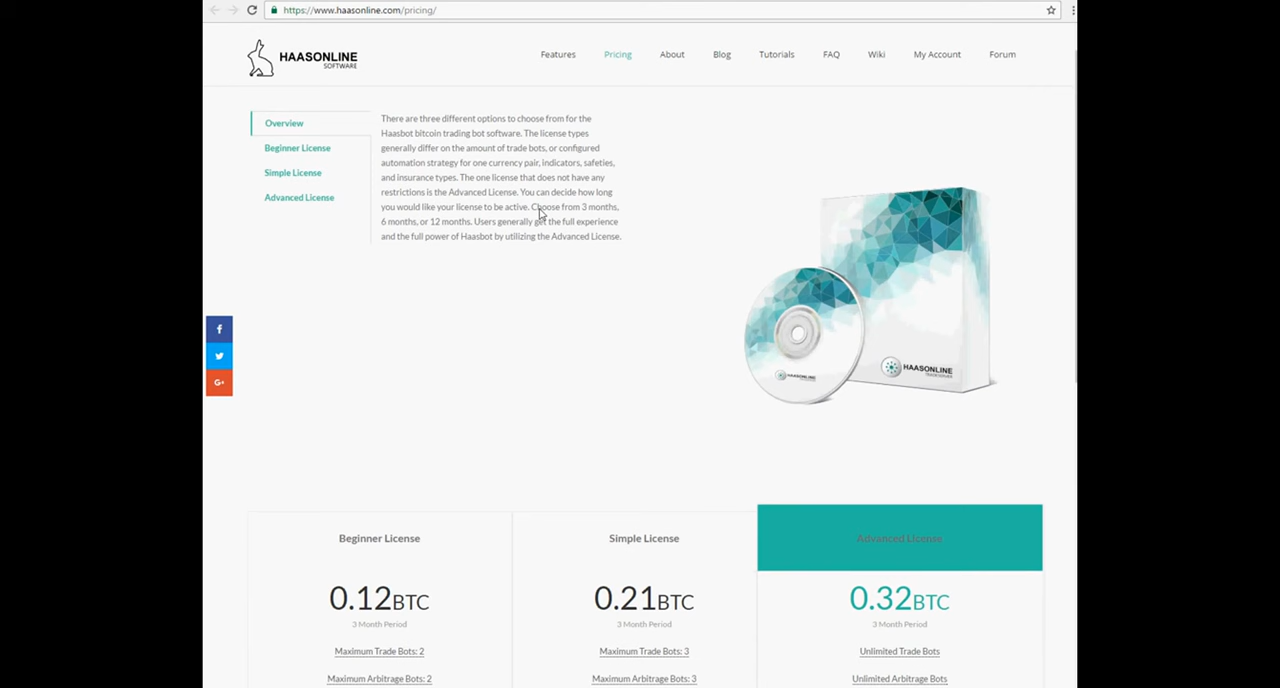 https://www.haasonline.com/pricing/
HAASONLINE
SOFTWARE
Features
Pricing
About
Blog
Tutorials
FAQ
Wiki
My Account
Forum
Overview
Beginner License
Simple License
Advanced License
There are three different options to choose from for the
Haasbot bitcoin trading bot software. The license types
generally differ on the amount of trade bots, or configured
automation strategy for one currency pair, indicators, safeties,
and insurance types. The one license that does not have any
restrictions is the Advanced License. You can decide how long
you would like your license to be active. Choose from 3 months,
6 months, or 12 months. Users generally get the full experience
and the full power of Haasbot by utilizing the Advanced License.
f
G+
HAASONLINE
HAASONLINE
TRADESERVER
Beginner License
0.12BTC
3 Month Period
Maximum Trade Bots: 2
Maximum Arbitrage Bots: 2
Simple License
0.21BTC
3 Month Period
Maximum Trade Bots: 3
Maximum Arbitrage Bots: 3
Advanced License
0.32BTC
3 Month Period
Unlimited Trade Bots
Unlimited Arbitrage Bots